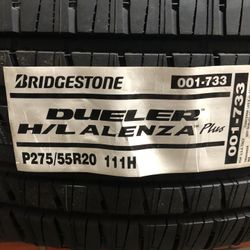 BRIDGESTONE
001-733
DUELER
H/L ALENZA Plus
P275/55R20 111H
001-733